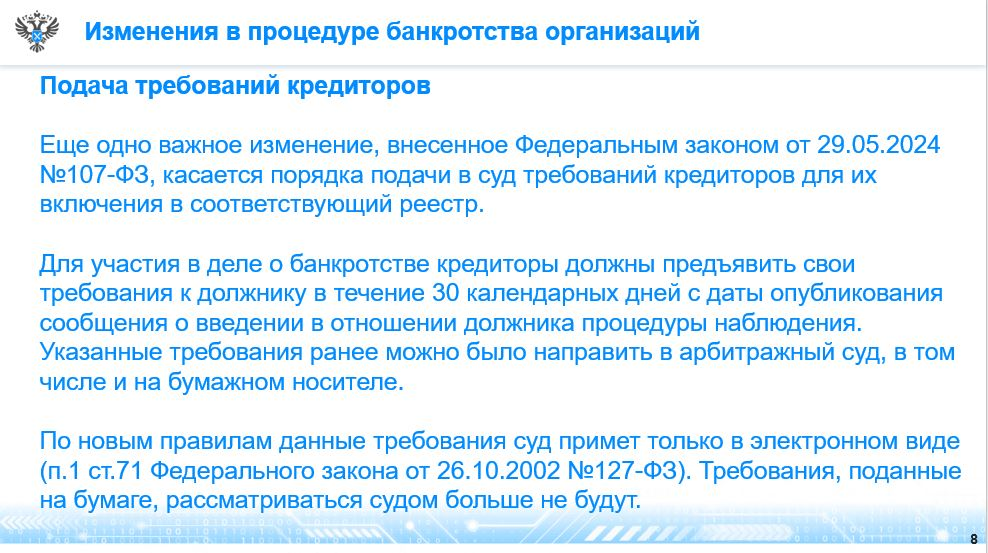 Изменения в процедуре банкротства организаций
Подача требований кредиторов
Еще одно важное изменение, внесенное Федеральным законом от 29.05.2024
№107-ФЗ, касается порядка подачи в суд требований кредиторов для их
включения в соответствующий реестр.
Для участия в деле о банкротстве кредиторы должны предъявить свои
требования к должнику в течение 30 календарных дней с даты опубликования
сообщения о введении в отношении должника процедуры наблюдения.
Указанные требования ранее можно было направить в арбитражный суд, в том
числе и на бумажном носителе.
По новым правилам данные требования суд примет только в электронном виде
(п.1 ст.71 Федерального закона от 26.10.2002 №127-ФЗ). Требования, поданные
на бумаге, рассматриваться судом больше не будут.
8